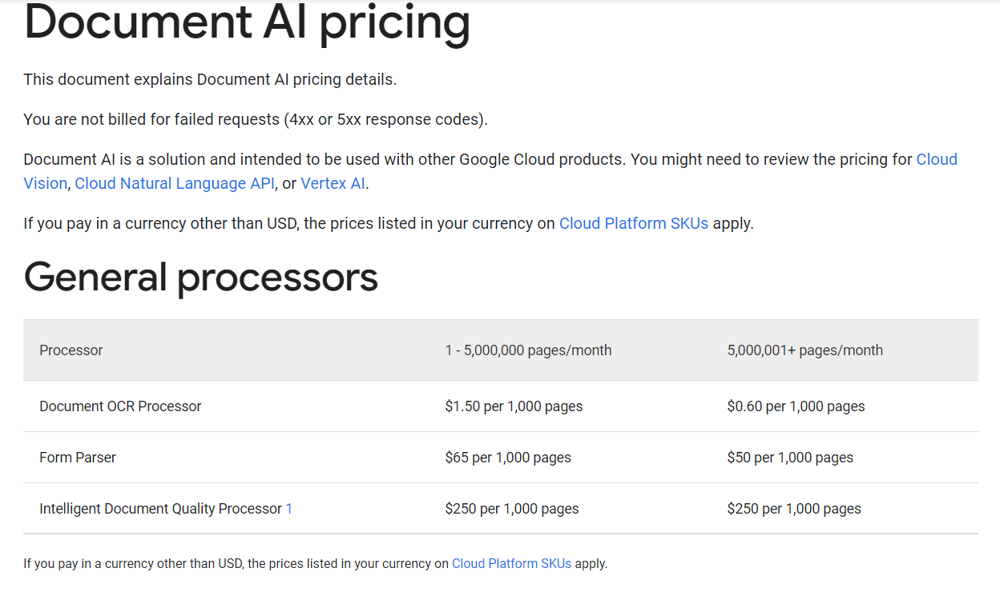 Document AI pricing
This document explains Document AI pricing details.
You are not billed for failed requests (4xx or 5xx response codes).
Document AI is a solution and intended to be used with other Google Cloud products. You might need to review the pricing for Cloud
Vision, Cloud Natural Language API, or Vertex AI.
If you pay in a currency other than USD, the prices listed in your currency on Cloud Platform SKUs apply.
General processors
Processor 1 - 5,000,000 pages/month 5,000,001+ pages/month
Document OCR Processor $1.50 per 1,000 pages $0.60 per 1,000 pages
Form Parser $65 per 1,000 pages $50 per 1,000 pages
Intelligent Document Quality Processor 1 $250 per 1,000 pages $250 per 1,000 pages
If you pay in a currency other than USD, the prices listed in your currency on Cloud Platform SKUs apply.